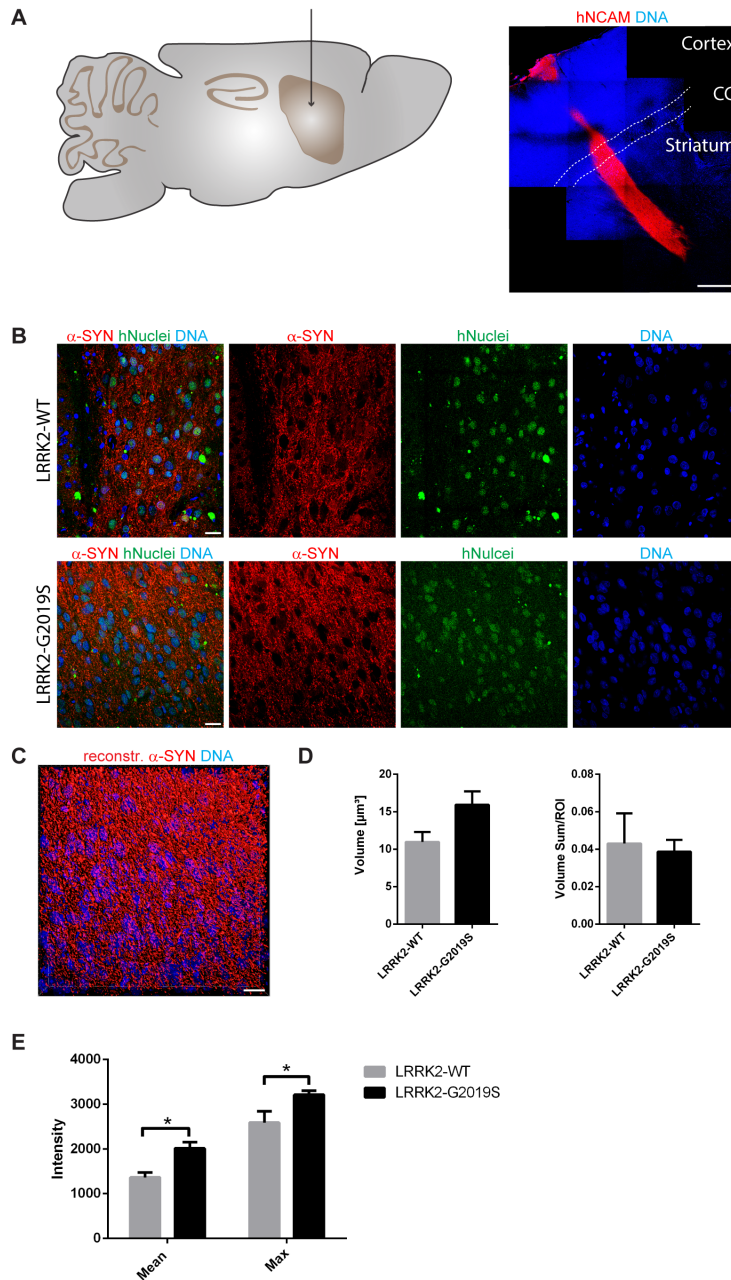 A
hNCAM DNA
Cortex
CC
Striatum
B
α-SYN hNuclei DNA
α-SYN
hNuclei
DNA
LRRK2-WT
α-SYN hNuclei DNA
α-SYN
hNulcei
DNA
LRRK2-G2019S
C
reconstr. α-SYN DNA
D
Volume [µm³]
20
15
10
5
0
LRRK2-WT
LRRK2-G2019S
Volume Sum/ROI
0.08
0.06
0.04
0.02
0.00
LRRK2-WT
LRRK2-G2019S
E
Intensity
4000
3000
2000
1000
0
*
*
Mean
Max
LRRK2-WT
LRRK2-G2019S